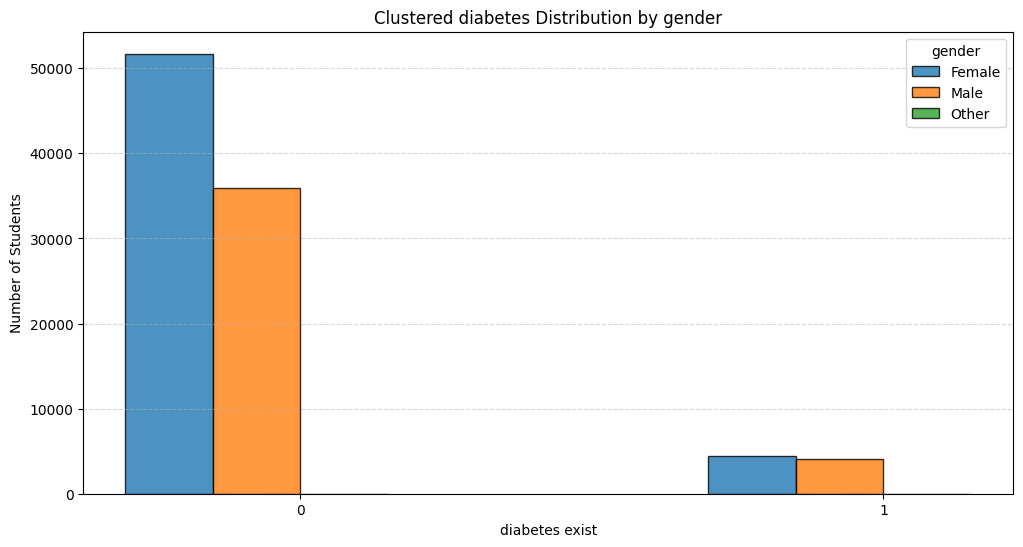 Clustered diabetes Distribution by gender
gender
Female
Male
Other
Number of Students
50000
40000
30000
20000
10000
0
0
1
diabetes exist